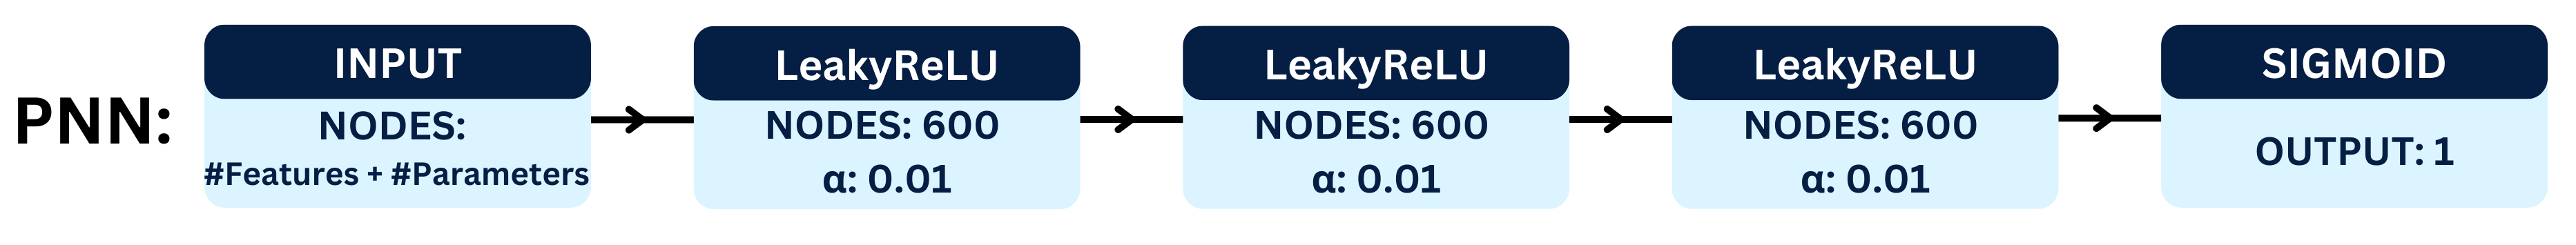 PNN:
INPUT
NODES:
#Features + #Parameters
LeakyReLU
NODES: 600
α: 0.01
LeakyReLU
NODES: 600
α: 0.01
LeakyReLU
NODES: 600
α: 0.01
SIGMOID
OUTPUT: 1